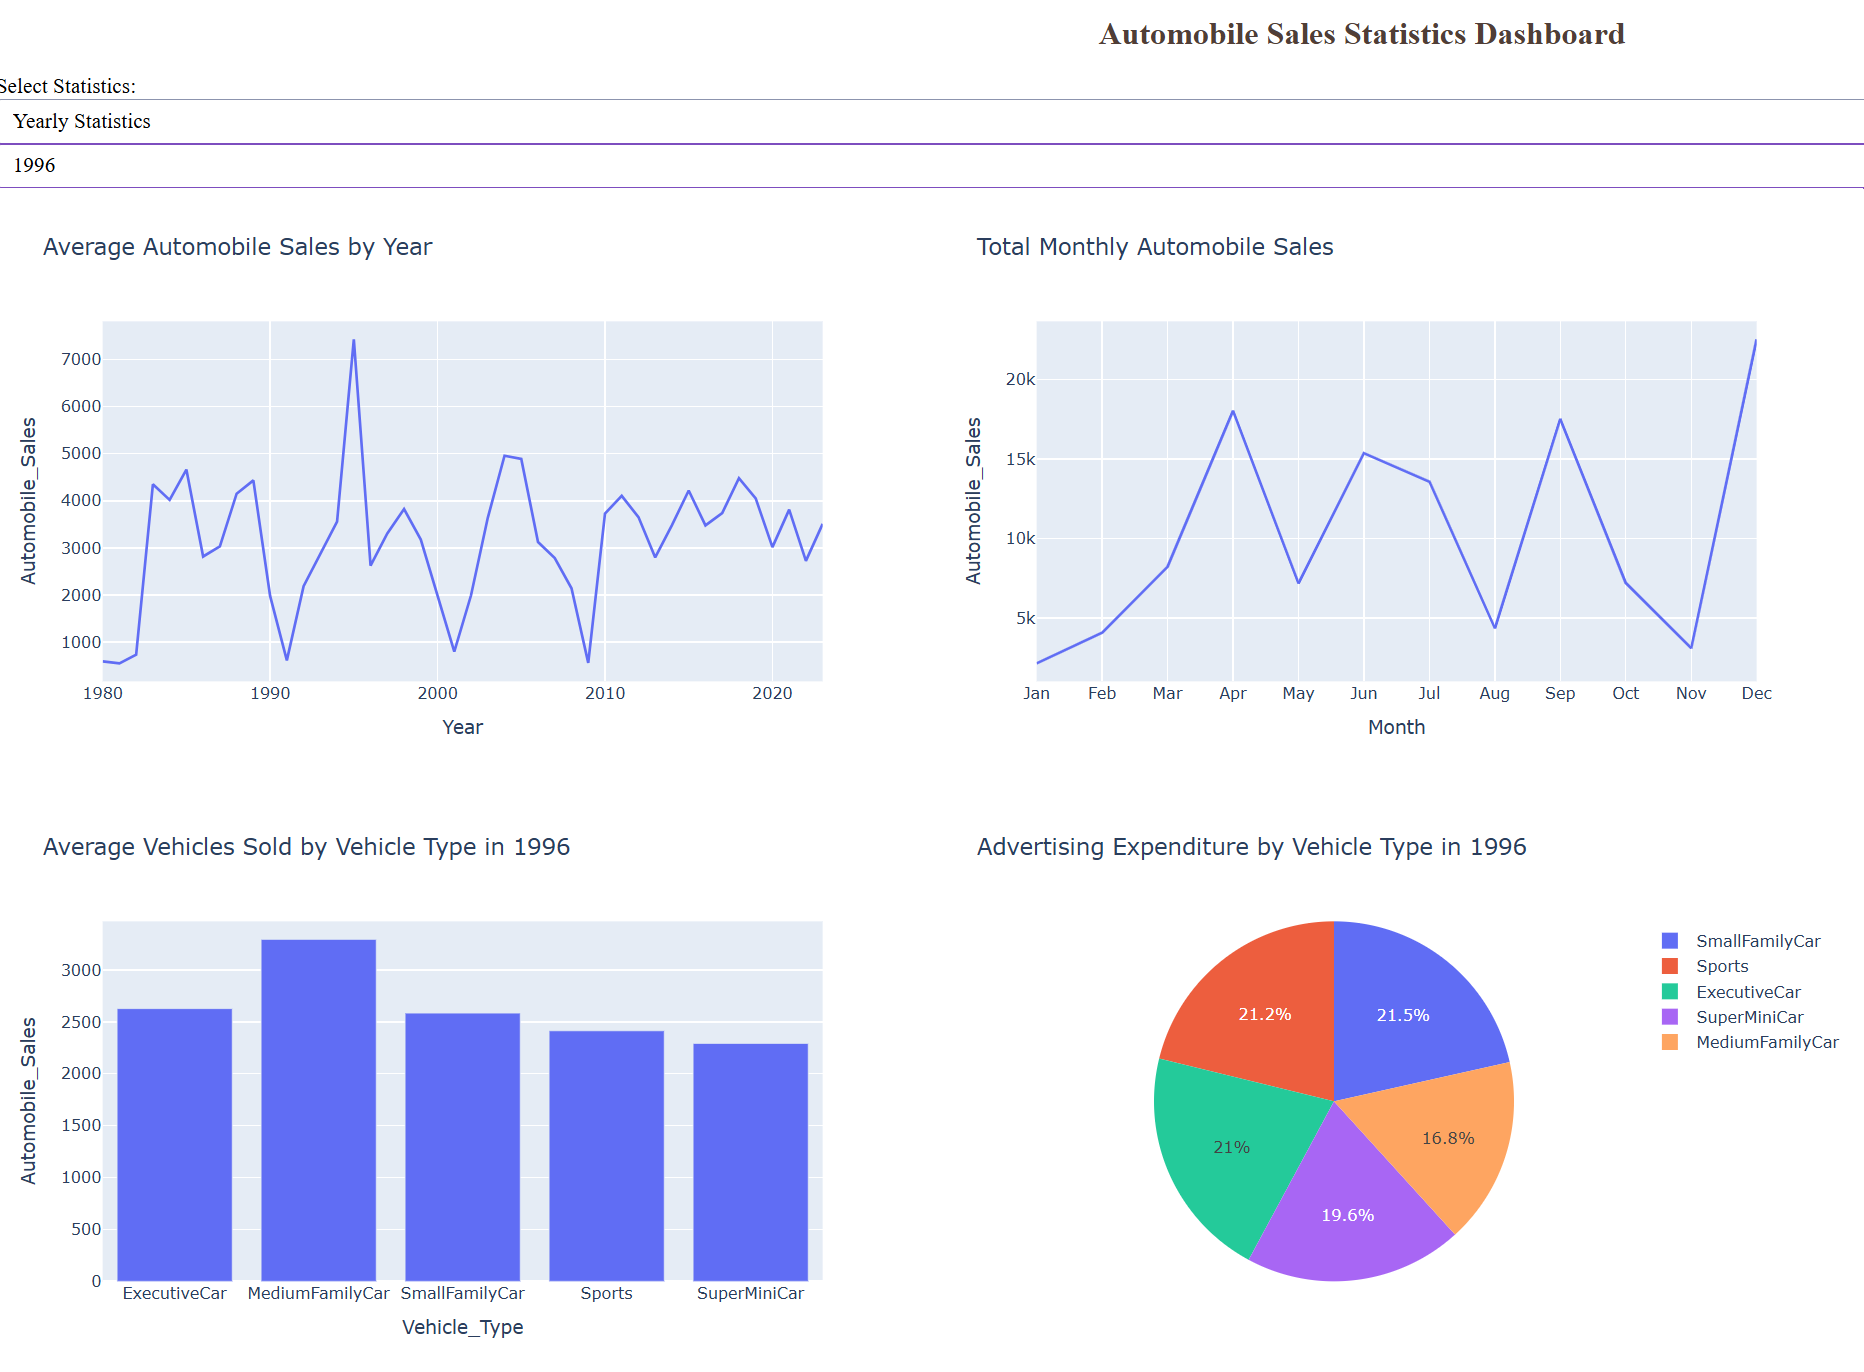 Automobile Sales Statistics Dashboard
Select Statistics:
Yearly Statistics
1996
Average Automobile Sales by Year
7000
6000
5000
4000
3000
2000
1000
Automobile_Sales
1980 1990 2000 2010 2020
Year
Total Monthly Automobile Sales
20k
15k
10k
5k
Automobile_Sales
Jan Feb Mar Apr May Jun Jul Aug Sep Oct Nov Dec
Month
Average Vehicles Sold by Vehicle Type in 1996
3000
2500
2000
1500
1000
500
0
Automobile_Sales
ExecutiveCar MediumFamilyCar SmallFamilyCar Sports SuperMiniCar
Vehicle_Type
Advertising Expenditure by Vehicle Type in 1996
21.2% 21.5%
21% 16.8%
19.6%
SmallFamilyCar
Sports
ExecutiveCar
SuperMiniCar
MediumFamilyCar